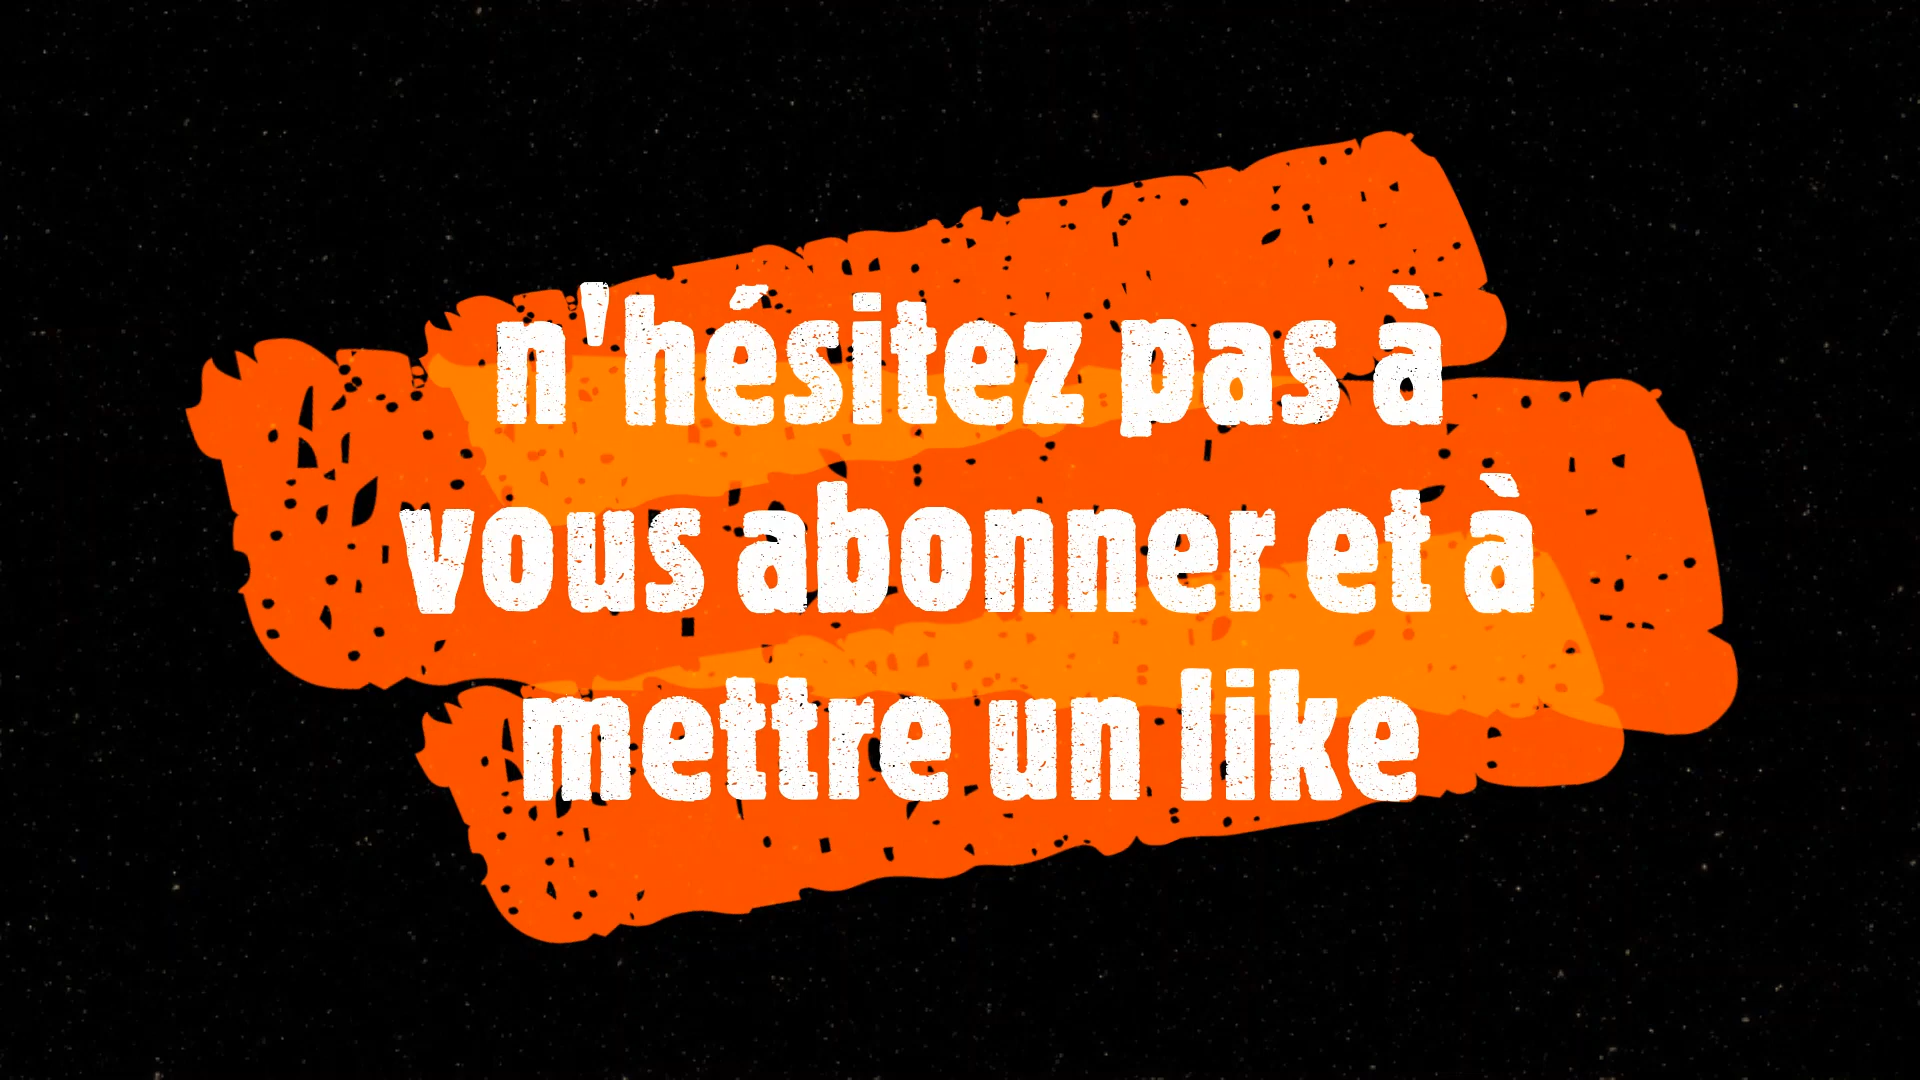 n'hésitez pas à
vous abonner et à
mettre un like